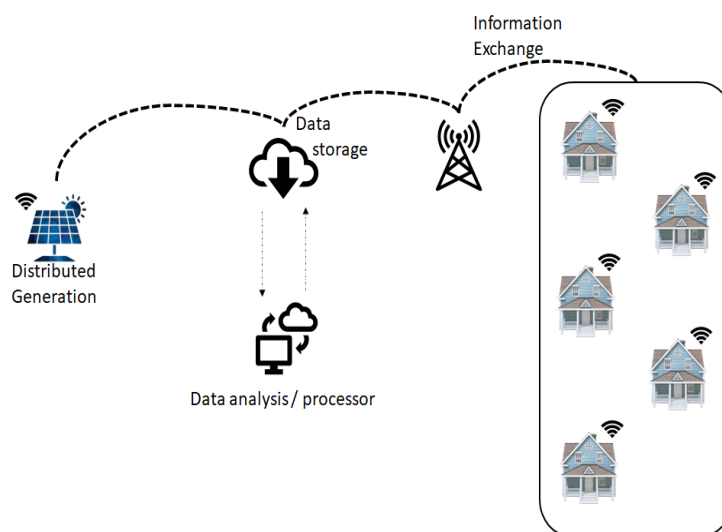 Information
Exchange
Data
storage
Distributed
Generation
Data analysis / processor